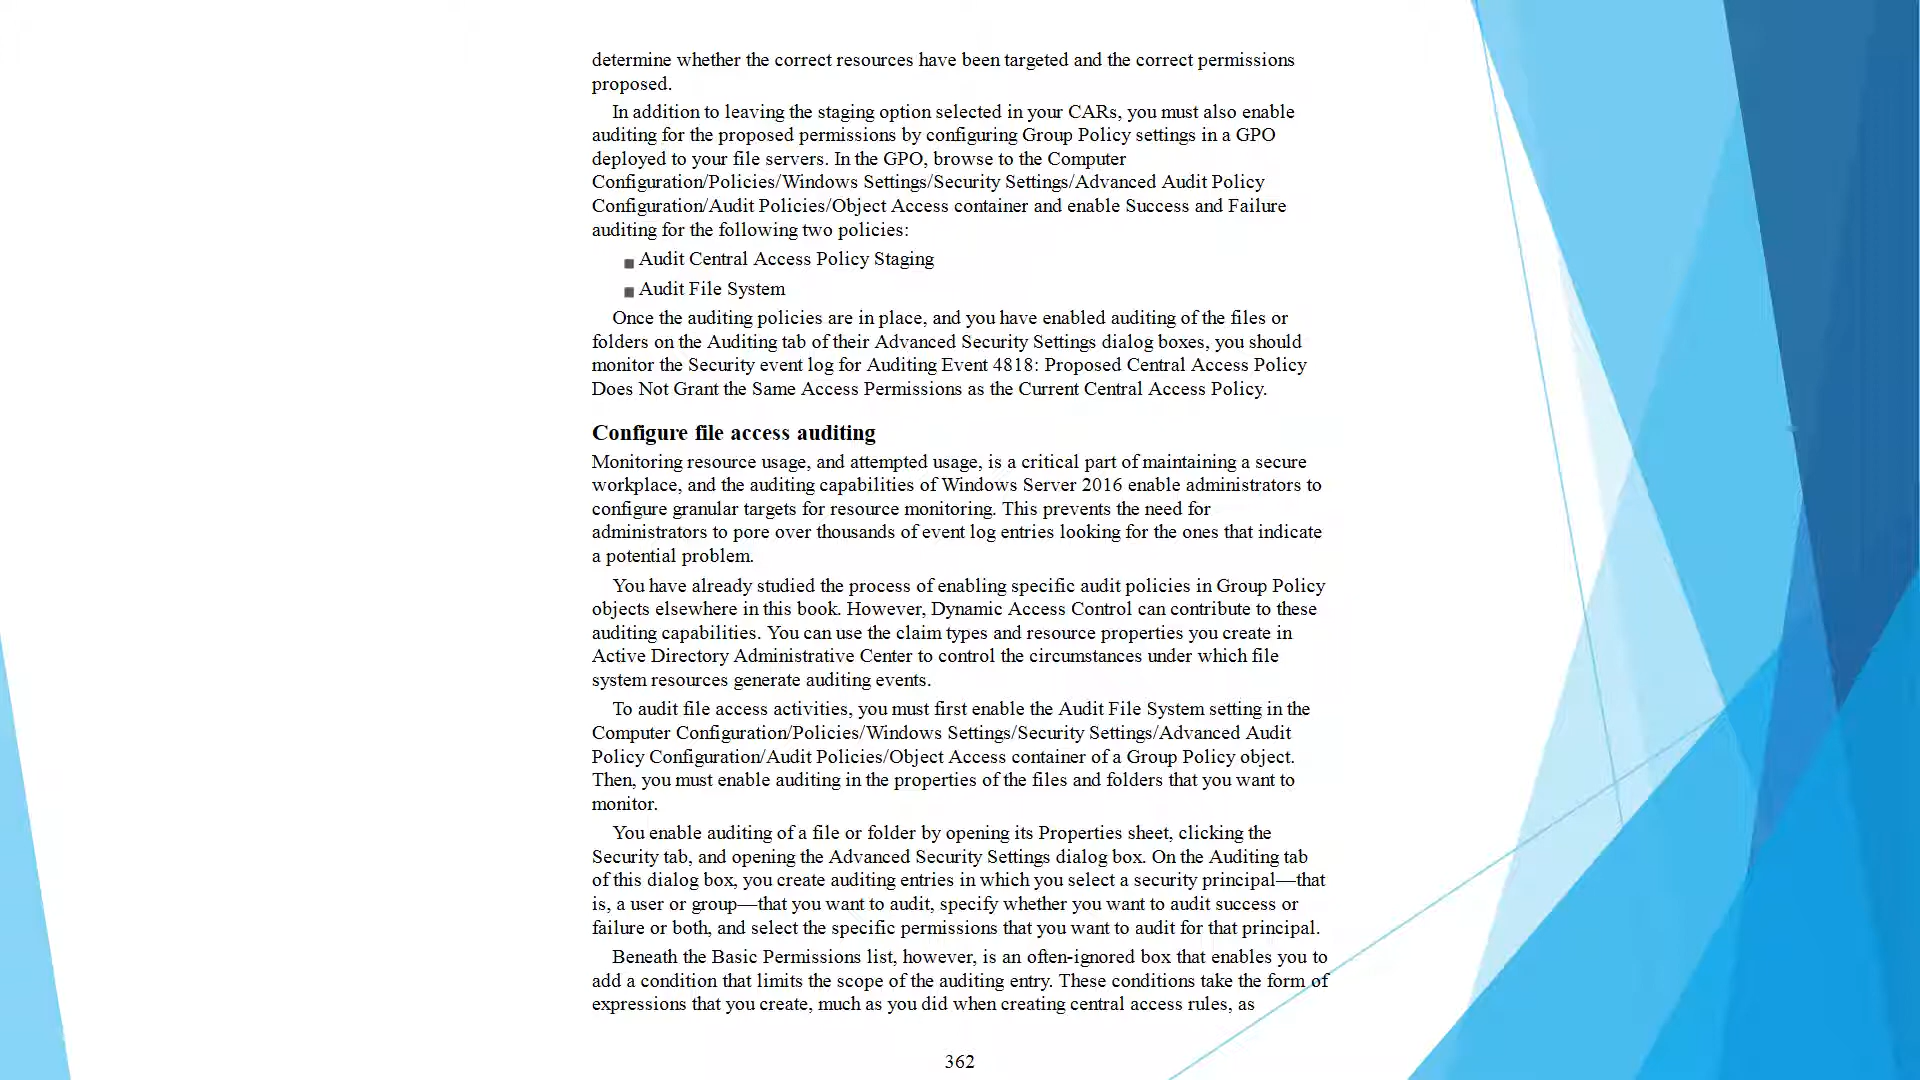 determine whether the correct resources have been targeted and the correct permissions
proposed.
In addition to leaving the staging option selected in your CARs, you must also enable
auditing for the proposed permissions by configuring Group Policy settings in a GPO
deployed to your file servers. In the GPO, browse to the Computer
Configuration/Policies/Windows Settings/Security Settings/Advanced Audit Policy
Configuration/Audit Policies/Object Access container and enable Success and Failure
auditing for the following two policies:
■ Audit Central Access Policy Staging
■ Audit File System
Once the auditing policies are in place, and you have enabled auditing of the files or
folders on the Auditing tab of their Advanced Security Settings dialog boxes, you should
monitor the Security event log for Auditing Event 4818: Proposed Central Access Policy
Does Not Grant the Same Access Permissions as the Current Central Access Policy.
Configure file access auditing
Monitoring resource usage, and attempted usage, is a critical part of maintaining a secure
workplace, and the auditing capabilities of Windows Server 2016 enable administrators to
configure granular targets for resource monitoring. This prevents the need for
administrators to pore over thousands of event log entries looking for the ones that indicate
a potential problem.
You have already studied the process of enabling specific audit policies in Group Policy
objects elsewhere in this book. However, Dynamic Access Control can contribute to these
auditing capabilities. You can use the claim types and resource properties you create in
Active Directory Administrative Center to control the circumstances under which file
system resources generate auditing events.
To audit file access activities, you must first enable the Audit File System setting in the
Computer Configuration/Policies/Windows Settings/Security Settings/Advanced Audit
Policy Configuration/Audit Policies/Object Access container of a Group Policy object.
Then, you must enable auditing in the properties of the files and folders that you want to
monitor.
You enable auditing of a file or folder by opening its Properties sheet, clicking the
Security tab, and opening the Advanced Security Settings dialog box. On the Auditing tab
of this dialog box, you create auditing entries in which you select a security principal—that
is, a user or group—that you want to audit, specify whether you want to audit success or
failure or both, and select the specific permissions that you want to audit for that principal.
Beneath the Basic Permissions list, however, is an often-ignored box that enables you to
add a condition that limits the scope of the auditing entry. These conditions take the form of
expressions that you create, much as you did when creating central access rules, as
362